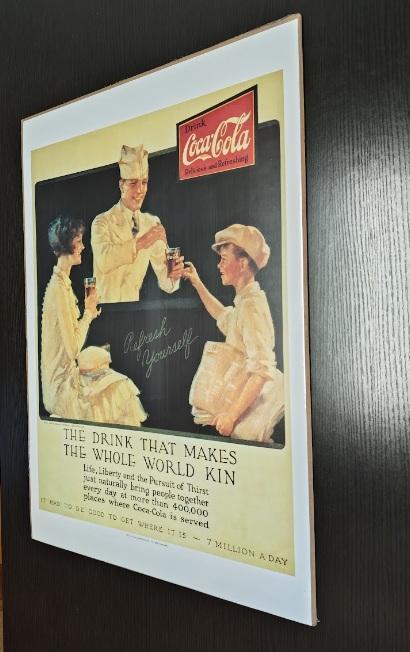 Drink
Coca-Cola
Delicious and Refreshing
Refresh
Yourself
THE DRINK THAT MAKES
THE WHOLE WORLD KIN
Life, Liberty and the Pursuit of Thirst
just naturally bring people together
every day at more than 400,000
places where Coca-Cola is served
IT HAD TO BE GOOD TO GET WHERE IT IS — 7 MILLION A DAY